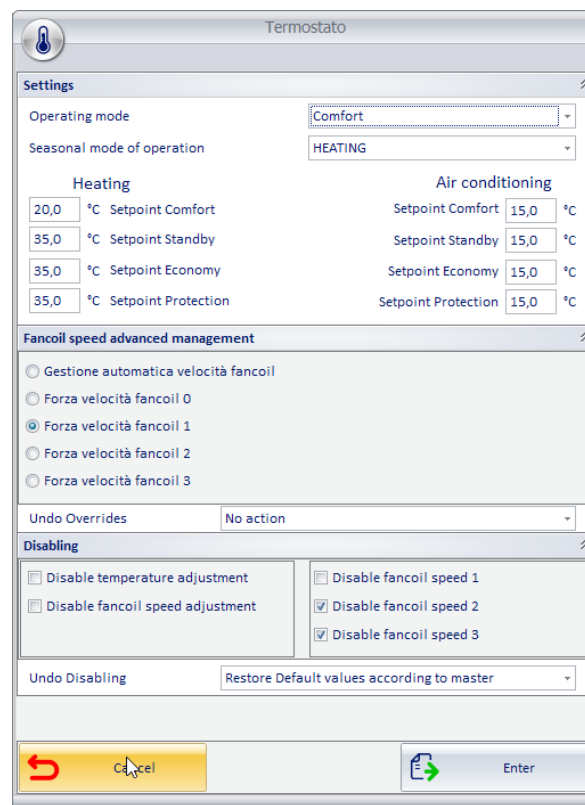 Termostato
Settings
Operating mode Comfort
Seasonal mode of operation HEATING
Heating Air conditioning
20,0 °C Setpoint Comfort Setpoint Comfort 15,0 °C
35,0 °C Setpoint Standby Setpoint Standby 15,0 °C
35,0 °C Setpoint Economy Setpoint Economy 15,0 °C
35,0 °C Setpoint Protection Setpoint Protection 15,0 °C
Fancoil speed advanced management
Gestione automatica velocità fancoil
Forza velocità fancoil 0
Forza velocità fancoil 1
Forza velocità fancoil 2
Forza velocità fancoil 3
Undo Overrides No action
Disabling
Disable temperature adjustment Disable fancoil speed 1
Disable fancoil speed adjustment Disable fancoil speed 2
Disable fancoil speed 3
Undo Disabling Restore Default values according to master
Cancel Enter